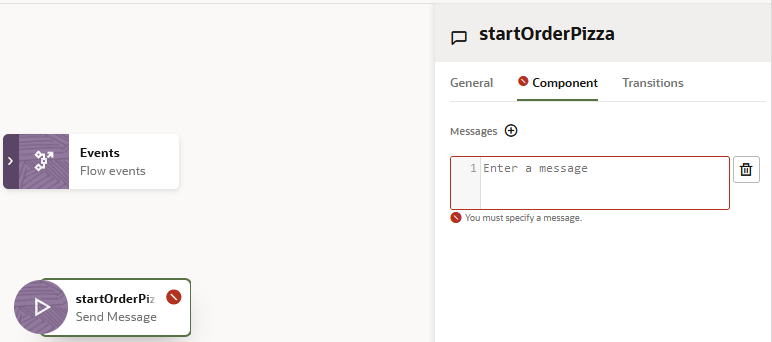 startOrderPizza
General
Component
Transitions
Messages
1 Enter a message
You must specify a message.
Events
Flow events
startOrderPiz
Send Message